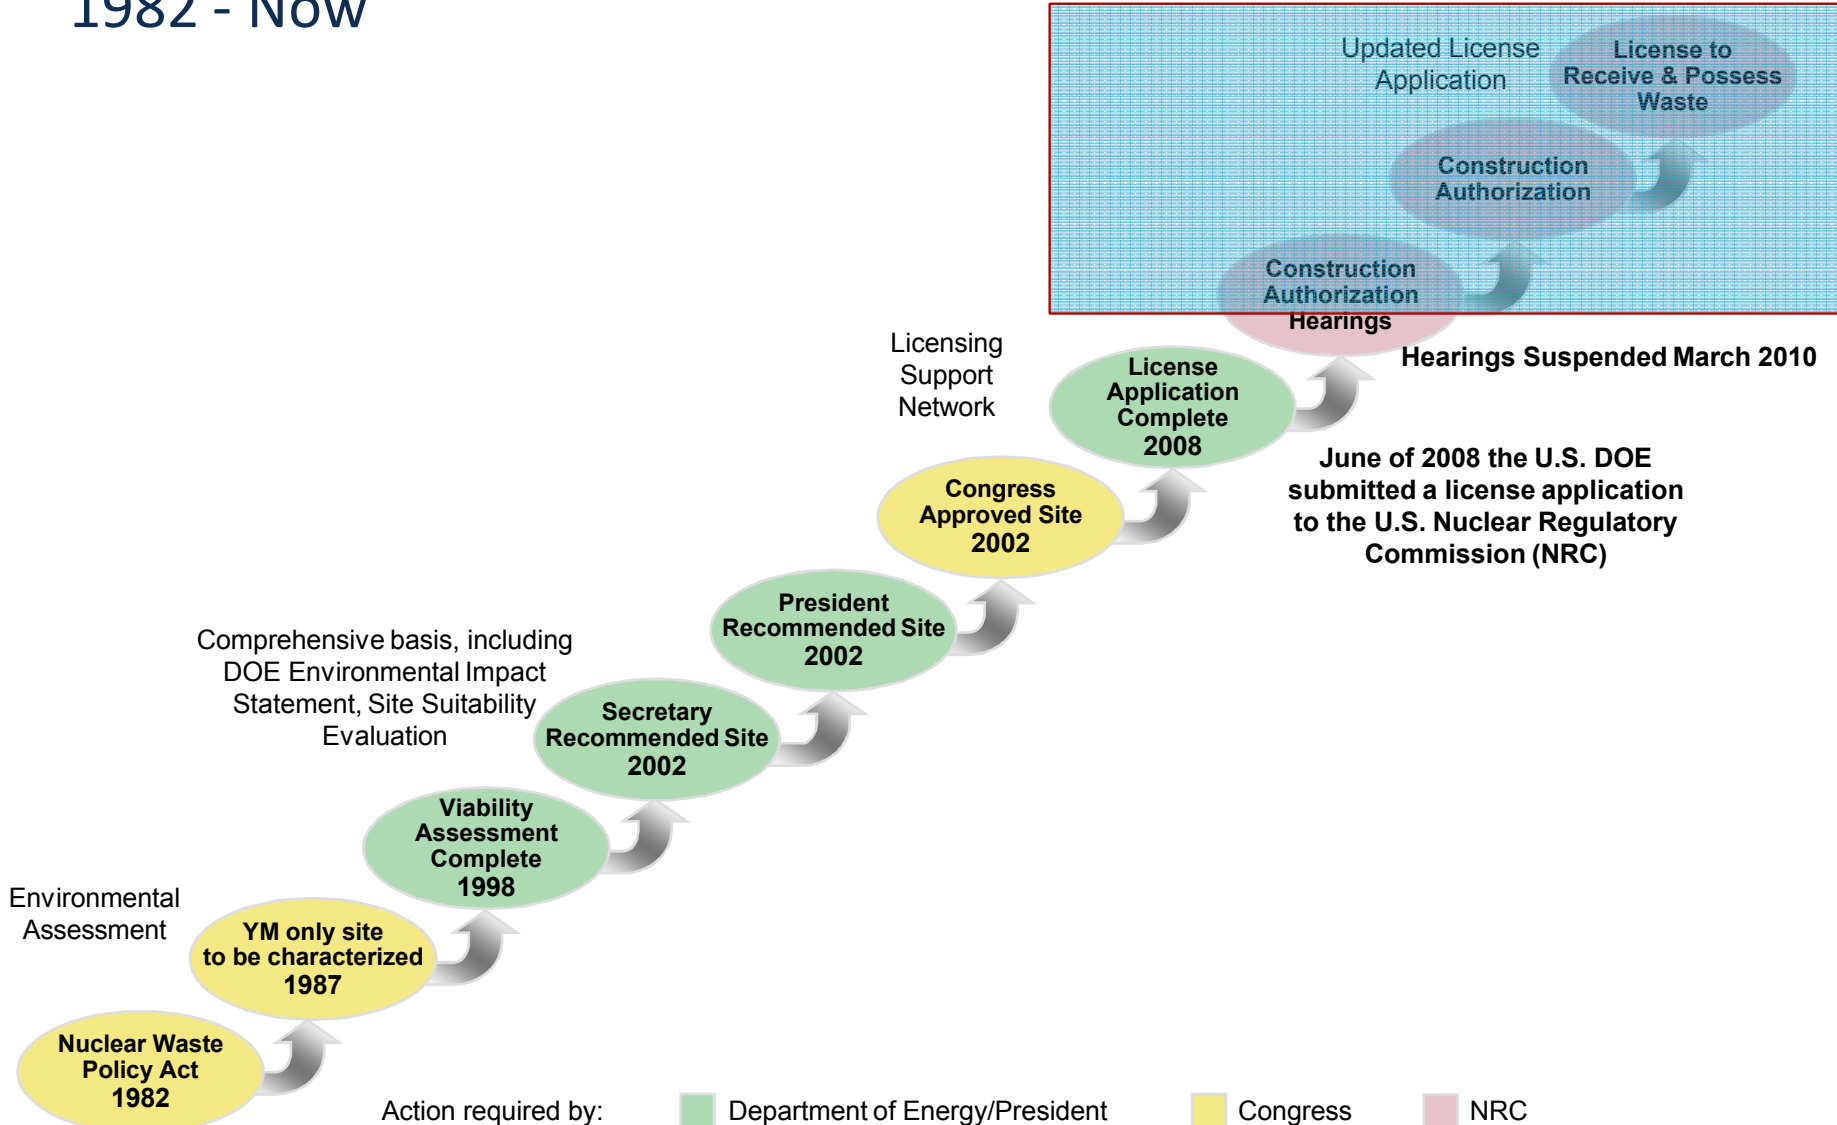 1982 - Now
Updated License
Application
License to
Receive & Possess
Waste
Construction
Authorization
Construction
Authorization
Hearings
Hearings Suspended March 2010
Licensing
Support
Network
License
Application
Complete
2008
June of 2008 the U.S. DOE
submitted a license application
to the U.S. Nuclear Regulatory
Commission (NRC)
Congress
Approved Site
2002
President
Recommended Site
2002
Comprehensive basis, including
DOE Environmental Impact
Statement, Site Suitability
Evaluation
Secretary
Recommended Site
2002
Viability
Assessment
Complete
1998
Environmental
Assessment
YM only site
to be characterized
1987
Nuclear Waste
Policy Act
1982
Action required by: Department of Energy/President Congress NRC